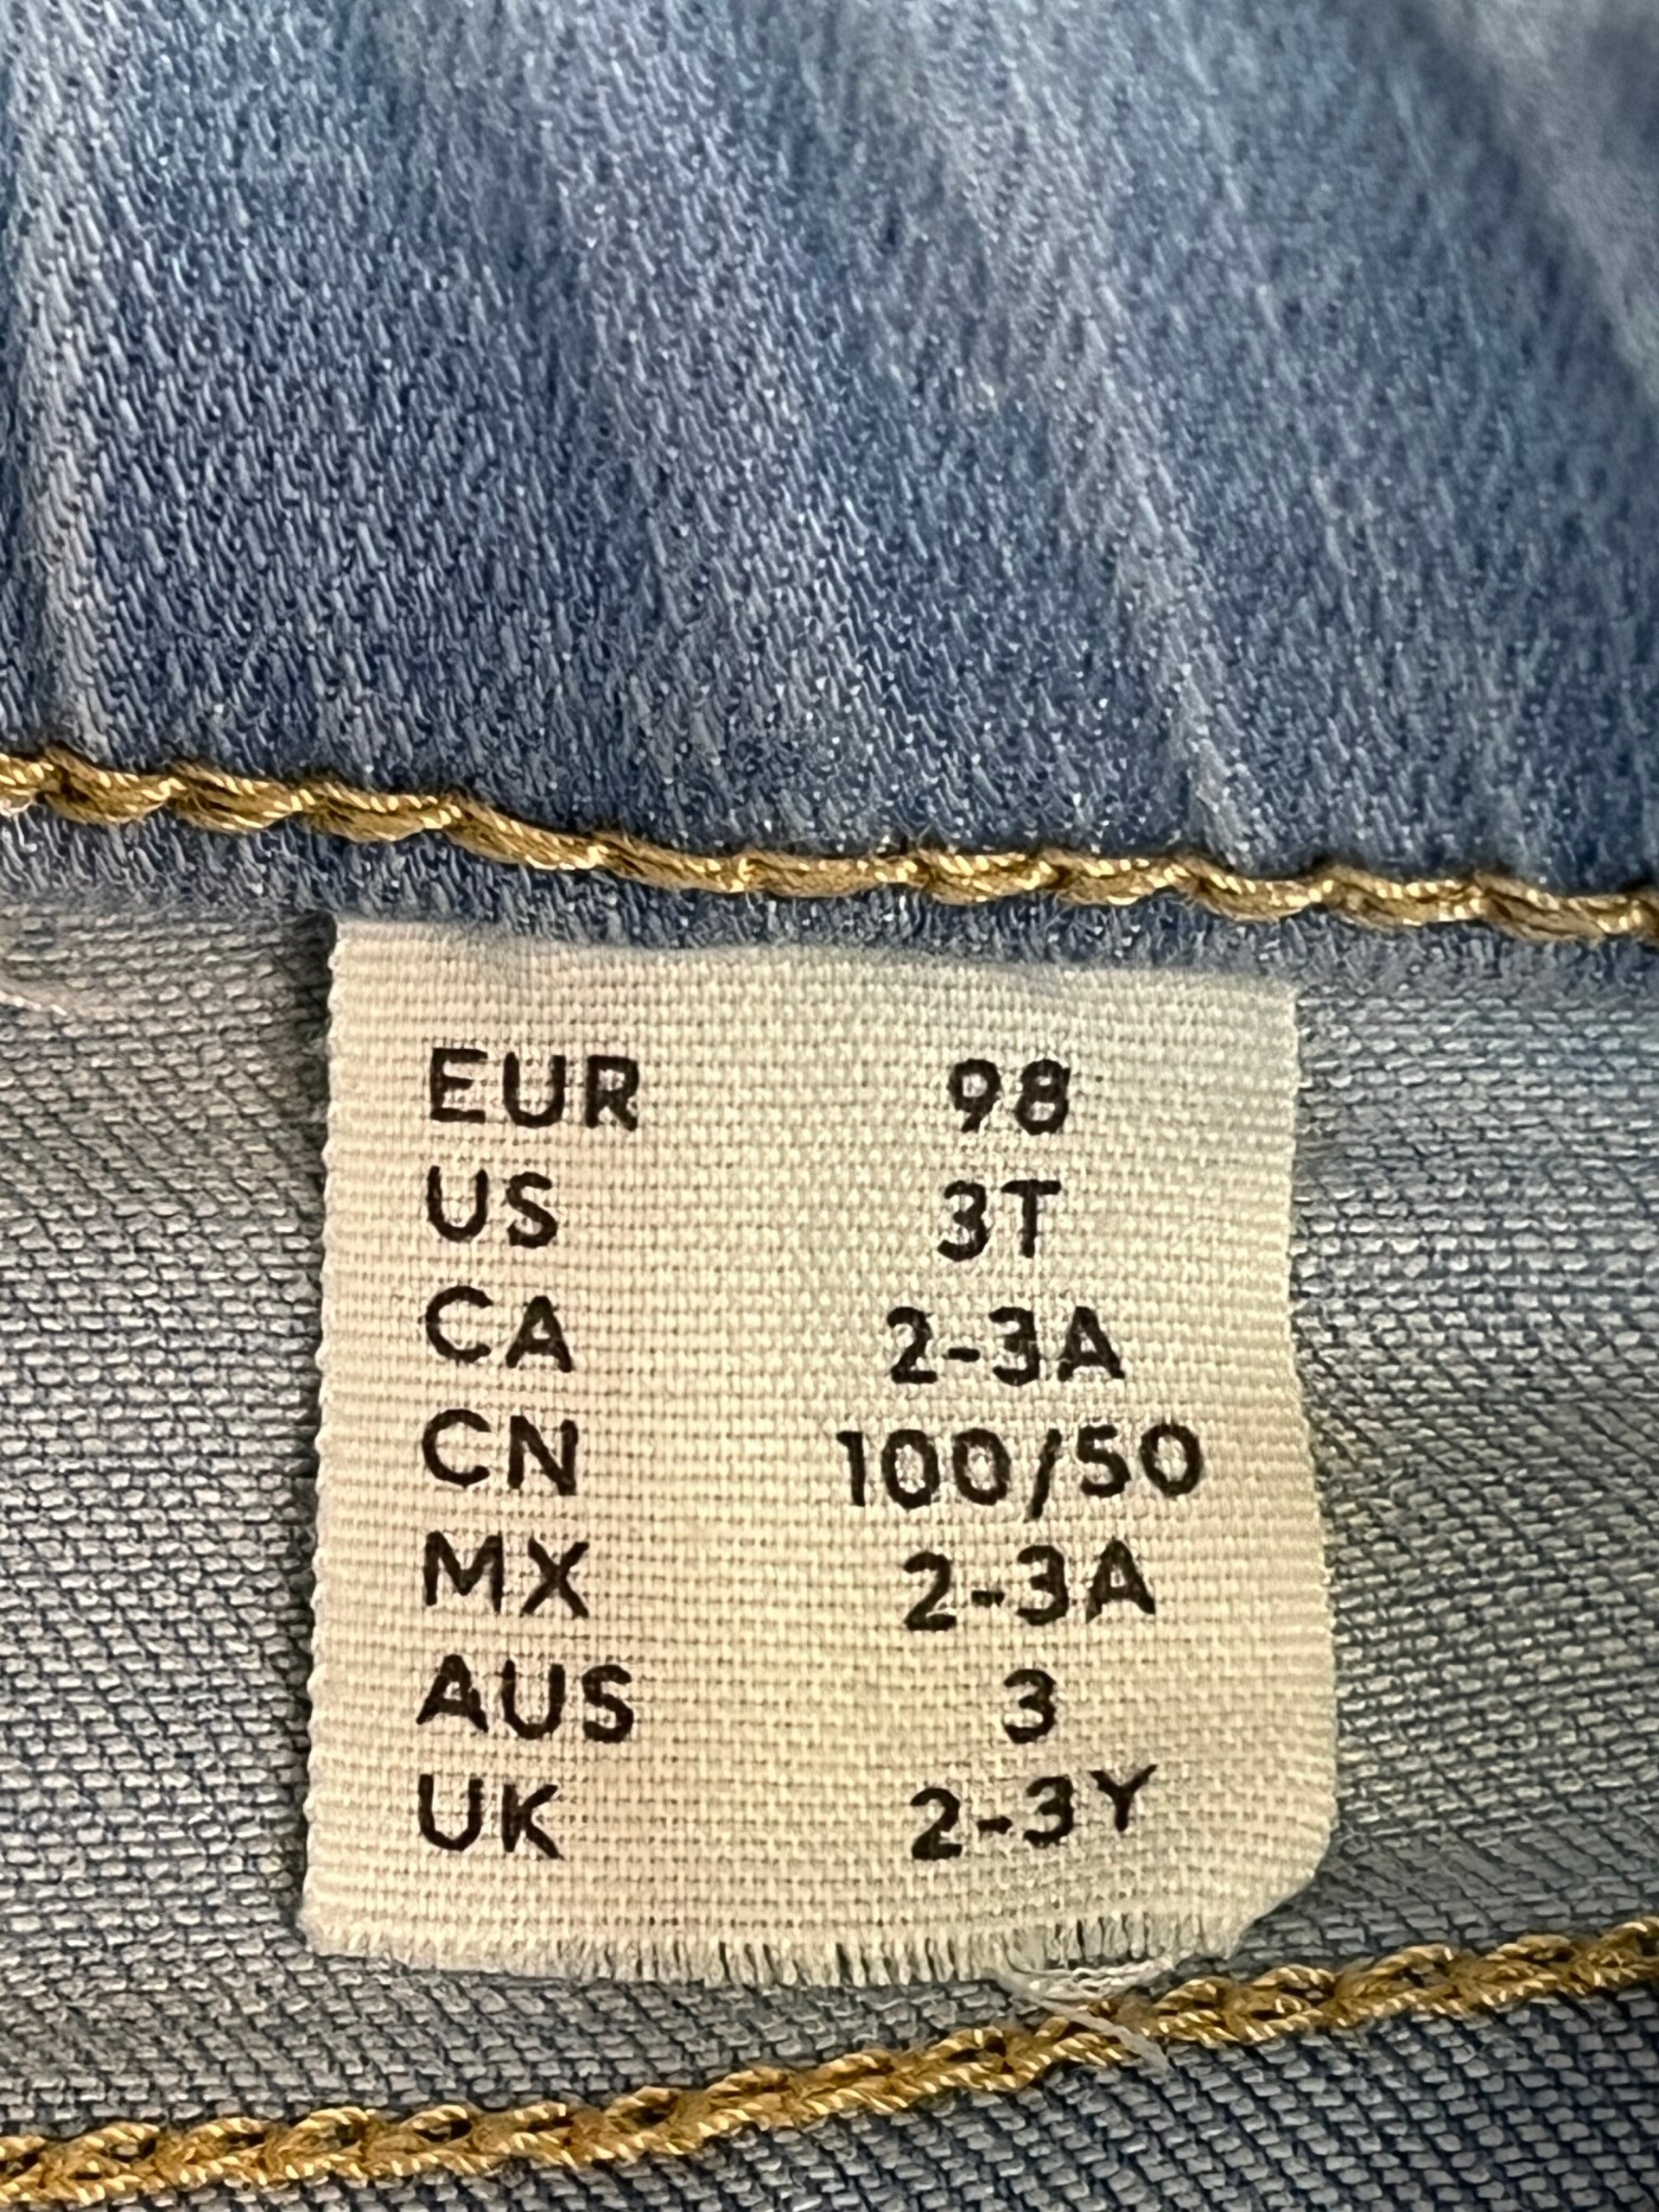 EUR 98
US 3T
CA 2-3A
CN 100/50
MX 2-3A
AUS 3
UK 2-3Y